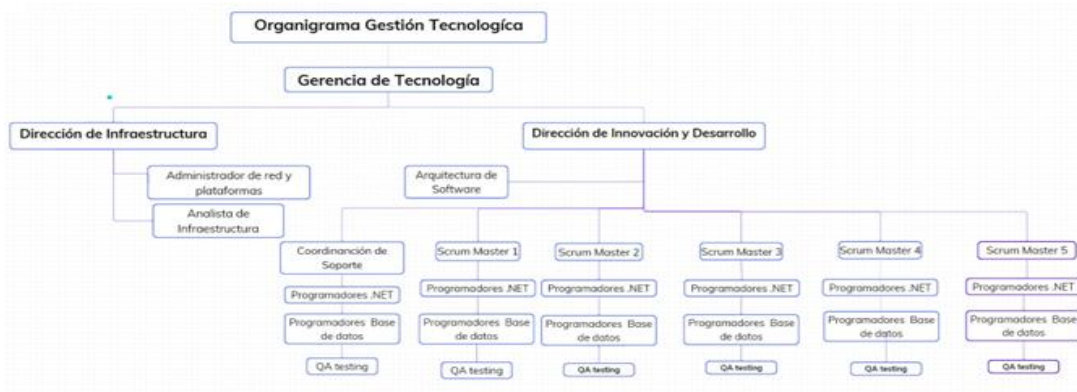 Organigrama Gestión Tecnologíca
Gerencia de Tecnología
Dirección de Infraestructura
Dirección de Innovación y Desarrollo
Administrador de red y
plataformas
Arquitectura de
Software
Analista de
Infraestructura
Coordinanción de
Soporte
Scrum Master 1
Scrum Master 2
Scrum Master 3
Scrum Master 4
Scrum Master 5
Programadores .NET
Programadores .NET
Programadores .NET
Programadores .NET
Programadores .NET
Programadores .NET
Programadores Base
de datos
Programadores Base
de datos
Programadores Base
de datos
Programadores Base
de datos
Programadores Base
de datos
Programadores Base
de datos
QA testing
QA testing
QA testing
QA testing
QA testing
QA testing